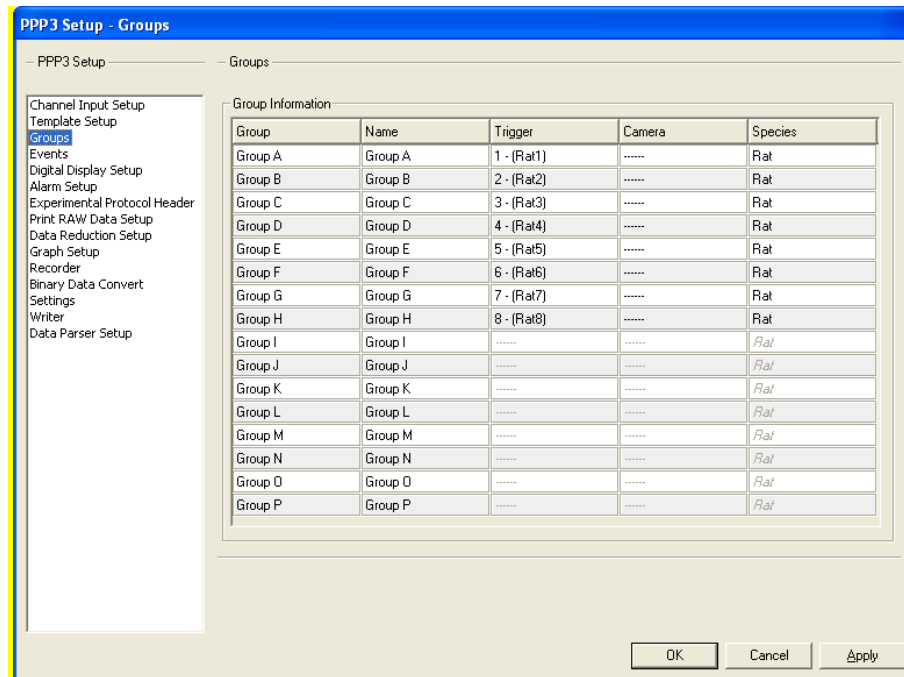 PPP3 Setup - Groups
PPP3 Setup
Groups
Channel Input Setup
Template Setup
Groups
Events
Digital Display Setup
Alarm Setup
Experimental Protocol Header
Print RAW Data Setup
Data Reduction Setup
Graph Setup
Recorder
Binary Data Convert
Settings
Writer
Data Parser Setup
Group Information
Group Name Trigger Camera Species
Group A Group A 1 - (Rat1) ------ Rat
Group B Group B 2 - (Rat2) ------ Rat
Group C Group C 3 - (Rat3) ------ Rat
Group D Group D 4 - (Rat4) ------ Rat
Group E Group E 5 - (Rat5) ------ Rat
Group F Group F 6 - (Rat6) ------ Rat
Group G Group G 7 - (Rat7) ------ Rat
Group H Group H 8 - (Rat8) ------ Rat
Group I Group I ------ ------ Rat
Group J Group J ------ ------ Rat
Group K Group K ------ ------ Rat
Group L Group L ------ ------ Rat
Group M Group M ------ ------ Rat
Group N Group N ------ ------ Rat
Group O Group O ------ ------ Rat
Group P Group P ------ ------ Rat
OK Cancel Apply